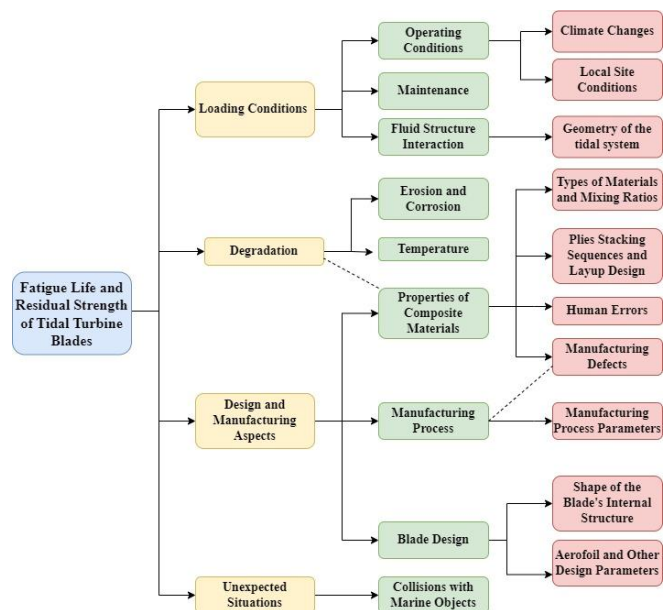 Fatigue Life and
Residual Strength
of Tidal Turbine
Blades
Loading Conditions
Operating
Conditions
Climate Changes
Local Site
Conditions
Maintenance
Fluid Structure
Interaction
Geometry of the
tidal system
Degradation
Erosion and
Corrosion
Temperature
Design and
Manufacturing
Aspects
Properties of
Composite
Materials
Types of Materials
and Mixing Ratios
Plies Stacking
Sequences and
Layup Design
Human Errors
Manufacturing
Defects
Manufacturing
Process
Manufacturing
Process Parameters
Blade Design
Shape of the
Blade's Internal
Structure
Aerofoil and Other
Design Parameters
Unexpected
Situations
Collisions with
Marine Objects